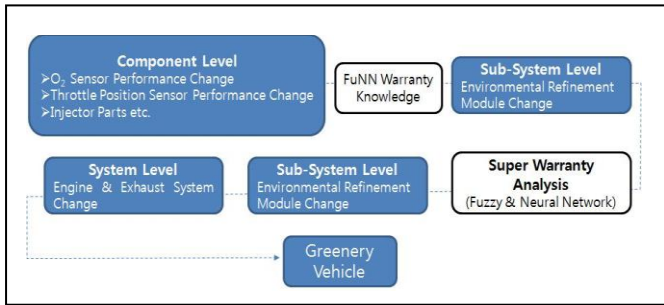 Component Level
➢O₂ Sensor Performance Change
➢Throttle Position Sensor Performance Change
➢Injector Parts etc.
FuNN Warranty
Knowledge
Sub-System Level
Environmental Refinement
Module Change
System Level
Engine & Exhaust System
Change
Sub-System Level
Environmental Refinement
Module Change
Super Warranty
Analysis
(Fuzzy & Neural Network)
Greenery
Vehicle